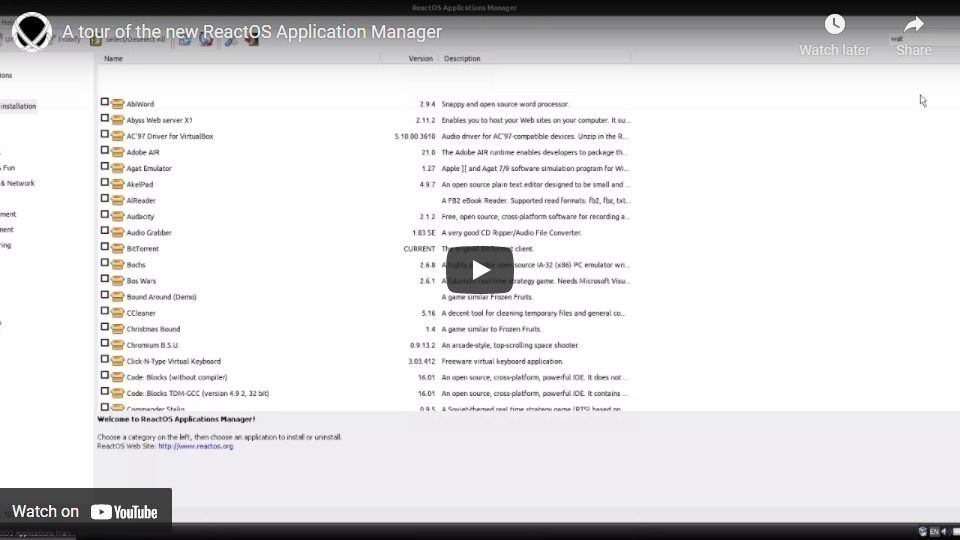 ReactOS Applications Manager
A tour of the new ReactOS Application Manager
Watch later
Share
Help
Modify
Select/Deselect All
wat
Name Version Description
installation
& Fun
& Network
AbiWord 2.9.4 Snappy and open source word processor.
Abyss Web server X1 2.11.2 Enables you to host your Web sites on your computer. It su...
AC'97 Driver for VirtualBox 5.10.00.3610 Audio driver for AC'97-compatible devices. Unzip in the R...
Adobe AIR 21.0 The Adobe AIR runtime enables developers to package th...
Agat Emulator 1.27 Apple ][ and Agat 7/9 software simulation program for Wi...
AkelPad 4.9.7 An open source plain text editor designed to be small and ...
AlReader A FB2 eBook Reader. Supported read formats: fb2, fbz, txt...
Audacity 2.1.2 Free, open source, cross-platform software for recording a...
Audio Grabber 1.83 SE A very good CD Ripper/Audio File Converter.
BitTorrent CURRENT The original BitTorrent client.
Bochs 2.6.8 A highly portable open source IA-32 (x86) PC emulator wri...
Bos Wars 2.6.1 A futuristic real-time strategy game. Needs Microsoft Visu...
Bound Around (Demo) A game similar Frozen Fruits.
CCleaner 5.16 A decent tool for cleaning temporary files and general co...
Christmas Bound 1.4 A game similar to Frozen Fruits.
Chromium B.S.U. 0.9.13.2 An arcade-style, top-scrolling space shooter.
Click-N-Type Virtual Keyboard 3.03.412 Freeware virtual keyboard application.
Code: Blocks (without compiler) 16.01 An open source, cross-platform, powerful IDE. It does not ...
Code: Blocks TDM-GCC (version 4.9.2, 32 bit) 16.01 An open source, cross-platform, powerful IDE. It contains ...
Commander Stalin 0.9.5 A Soviet-themed real time strategy game (RTS) based on
Welcome to ReactOS Applications Manager!
Choose a category on the left, then choose an application to install or uninstall.
ReactOS Web Site: http://www.reactos.org
Watch on YouTube
EN